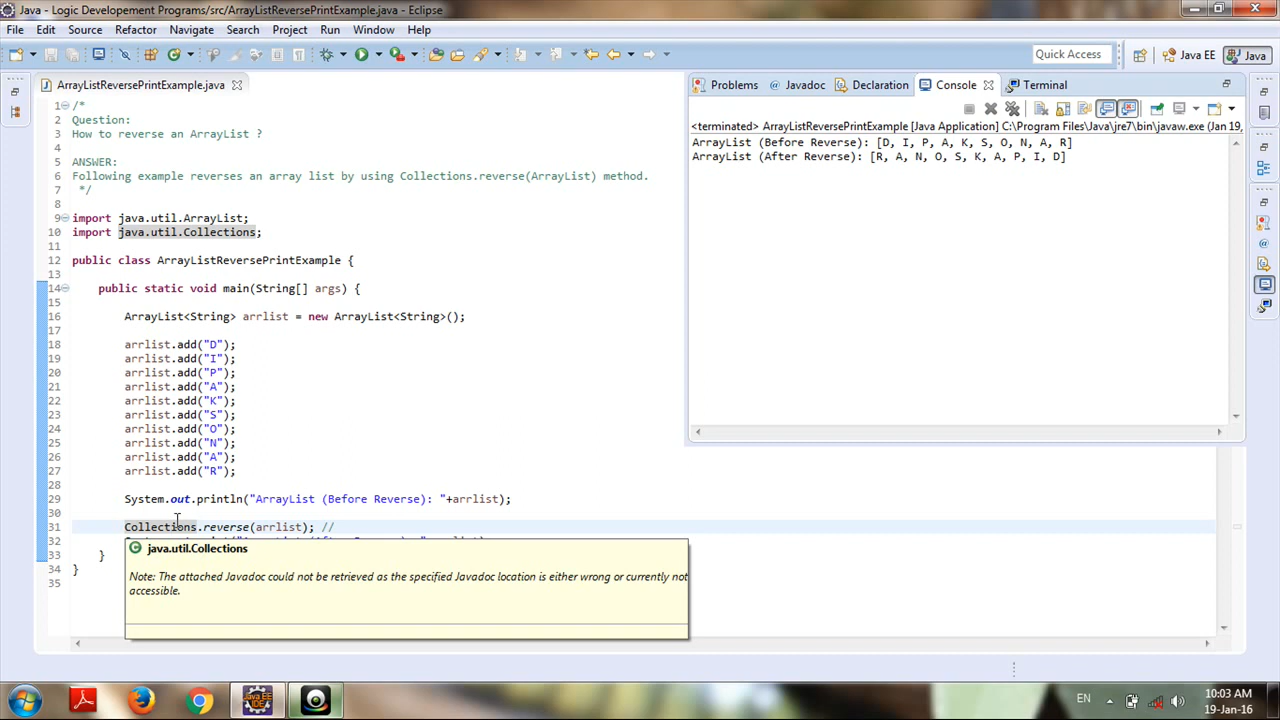 Java - Logic Developement Programs/src/ArrayListReversePrintExample.java - Eclipse
File Edit Source Refactor Navigate Search Project Run Window Help
Quick Access
Java EE
Java
ArrayListReversePrintExample.java
1 /*
2 Question:
3 How to reverse an ArrayList ?
4
5 ANSWER:
6 Following example reverses an array list by using Collections.reverse(ArrayList) method.
7 */
8
9 import java.util.ArrayList;
10 import java.util.Collections;
11
12 public class ArrayListReversePrintExample {
13
14 public static void main(String[] args) {
15
16 ArrayList<String> arrlist = new ArrayList<String>();
17
18 arrlist.add("D");
19 arrlist.add("I");
20 arrlist.add("P");
21 arrlist.add("A");
22 arrlist.add("K");
23 arrlist.add("S");
24 arrlist.add("O");
25 arrlist.add("N");
26 arrlist.add("A");
27 arrlist.add("R");
28
29 System.out.println("ArrayList (Before Reverse): "+arrlist);
30
31 Collections.reverse(arrlist); //
32
33 }
34 }
35
java.util.Collections
Note: The attached Javadoc could not be retrieved as the specified Javadoc location is either wrong or currently not
accessible.
Problems @ Javadoc Declaration Console Terminal
<terminated> ArrayListReversePrintExample [Java Application] C:\Program Files\Java\jre7\bin\javaw.exe (Jan 19,
ArrayList (Before Reverse): [D, I, P, A, K, S, O, N, A, R]
ArrayList (After Reverse): [R, A, N, O, S, K, A, P, I, D]
Java EE
IDE
EN
10:03 AM
19-Jan-16